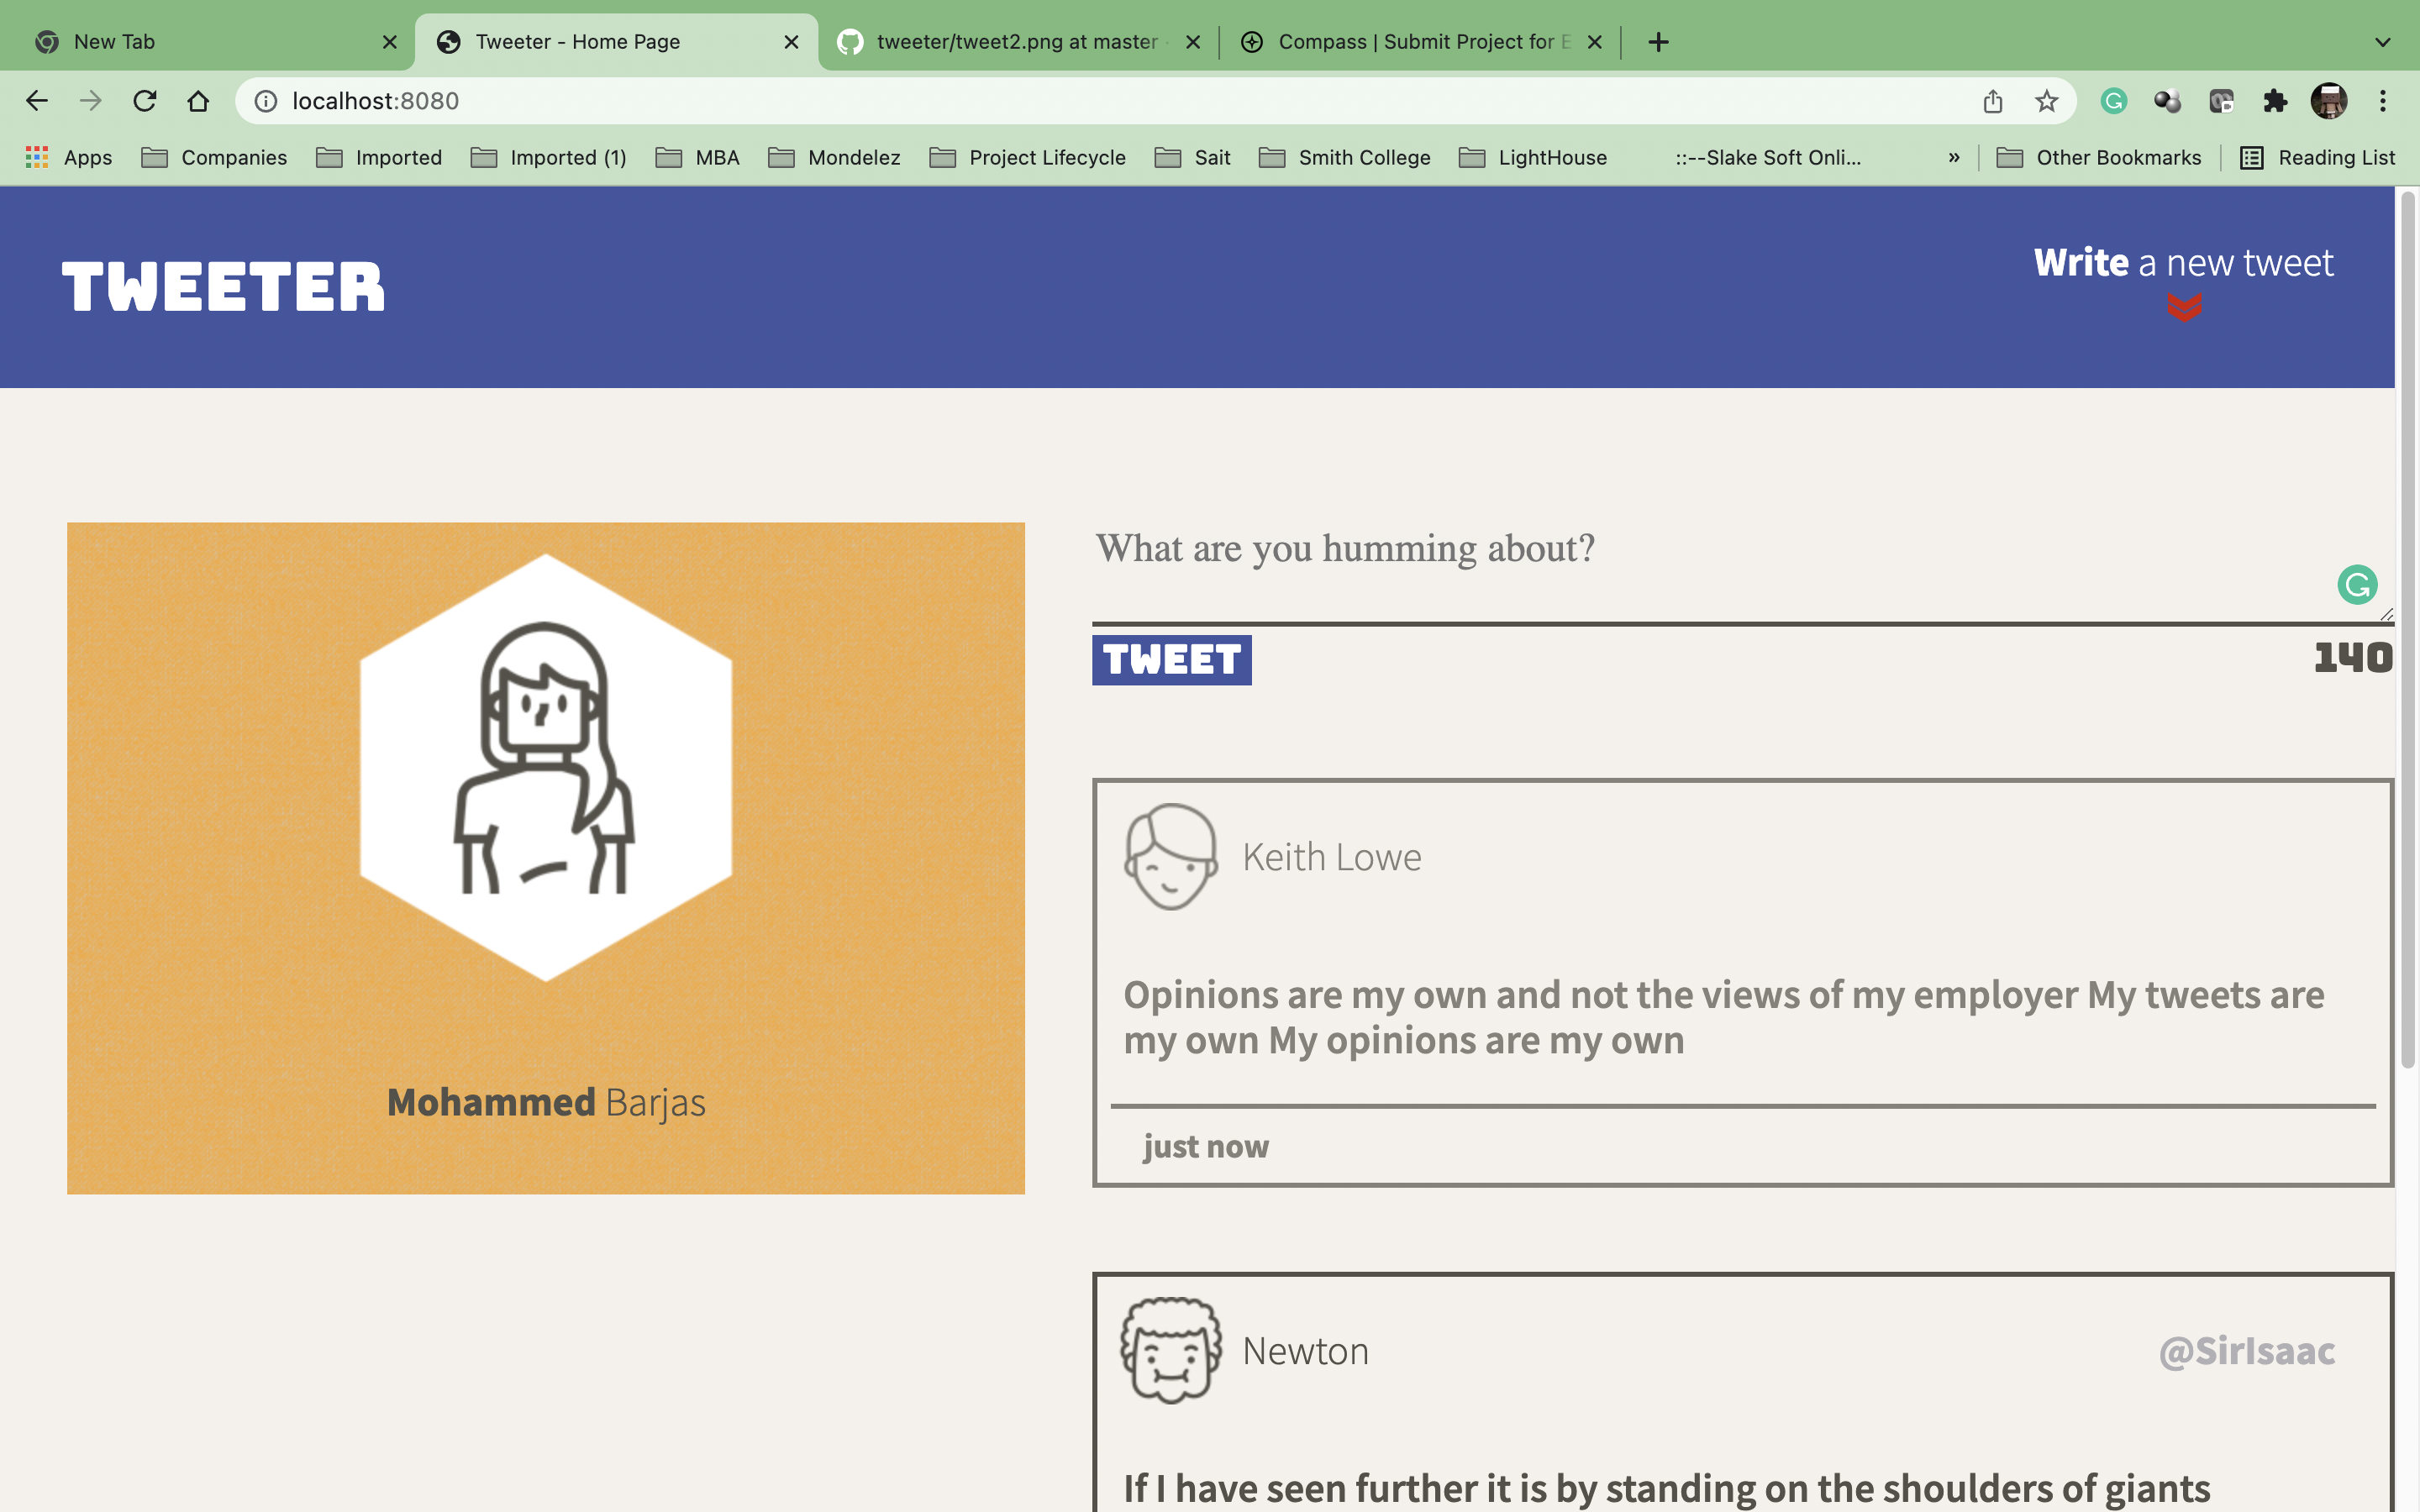 New Tab
Tweeter - Home Page
tweeter/tweet2.png at master
Compass | Submit Project for E
localhost:8080
Apps
Companies
Imported
Imported (1)
MBA
Mondelez
Project Lifecycle
Sait
Smith College
LightHouse
::--Slake Soft Onli...
»
Other Bookmarks
Reading List
TWEETER
Write a new tweet
What are you humming about?
TWEET
140
Mohammed Barjas
Keith Lowe
Opinions are my own and not the views of my employer My tweets are
my own My opinions are my own
just now
Newton
@SirIsaac
If I have seen further it is by standing on the shoulders of giants